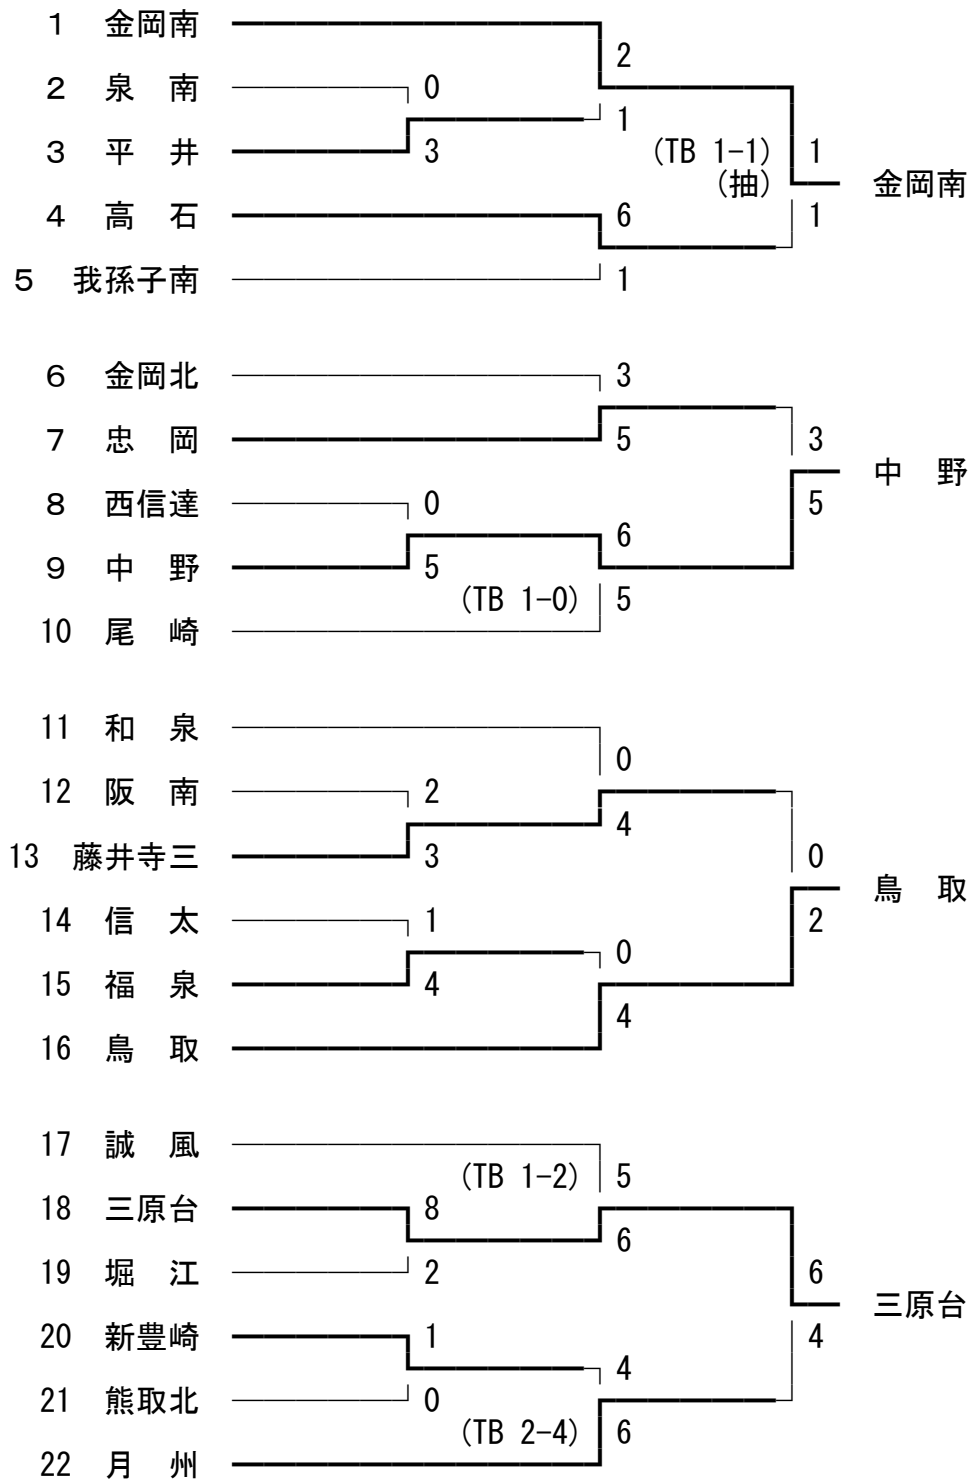 1 金岡南
2
2 泉 南 0
1
3 平 井 3 (TB 1-1) 1
(抽) 金岡南
4 高 石 6 1
5 我孫子南 1
6 金岡北 3
7 忠 岡 5 3
中 野
8 西信達 0 5
6
9 中 野 5
(TB 1-0) 5
10 尾 崎
11 和 泉
0
12 阪 南 2
4
13 藤井寺三 3 0
鳥 取
14 信 太 1 2
0
15 福 泉 4
4
16 鳥 取
17 誠 風
(TB 1-2) 5
18 三原台 8
6
19 堀 江 2 6
三原台
20 新豊崎 1 4
4
21 熊取北 0
(TB 2-4) 6
22 月 州